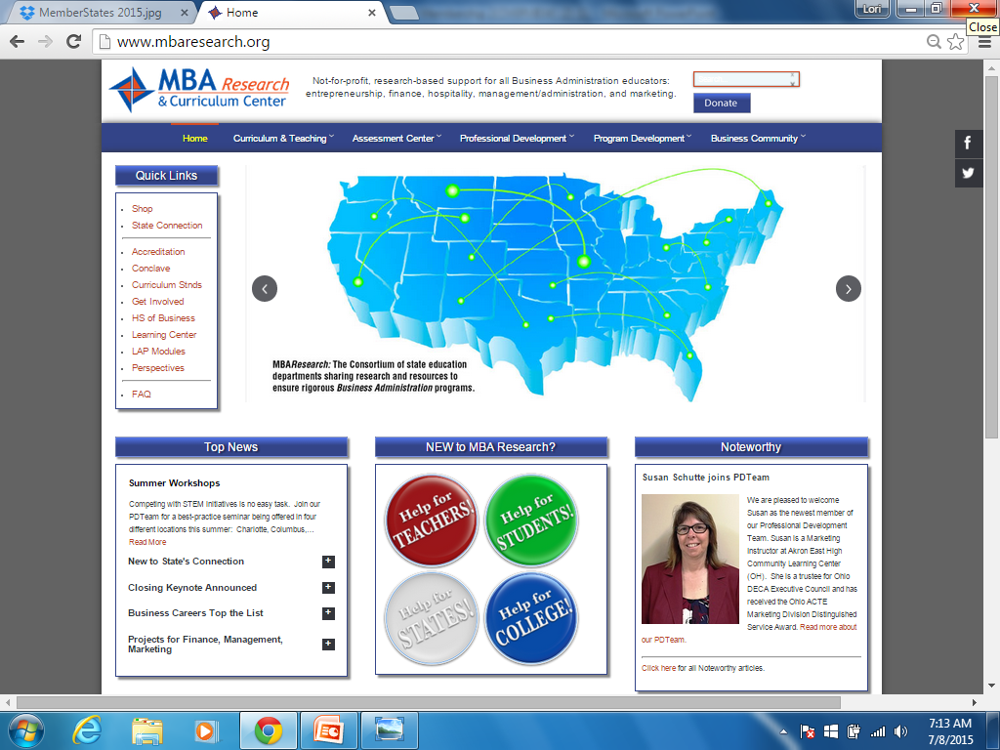 MemberStates 2015.jpg
Home
Lori
Close
www.mbaresearch.org
MBA Research
& Curriculum Center
Not-for-profit, research-based support for all Business Administration educators:
entrepreneurship, finance, hospitality, management/administration, and marketing.
Donate
Home Curriculum & Teaching Assessment Center Professional Development Program Development Business Community
Quick Links
Shop
State Connection
Accreditation
Conclave
Curriculum Stnds
Get Involved
HS of Business
Learning Center
LAP Modules
Perspectives
FAQ
MBAResearch: The Consortium of state education
departments sharing research and resources to
ensure rigorous Business Administration programs.
Top News
Summer Workshops
Competing with STEM Initiatives is no easy task. Join our
PDTeam for a best-practice seminar being offered in four
different locations this summer: Charlotte, Columbus,...
Read More
New to State's Connection
Closing Keynote Announced
Business Careers Top the List
Projects for Finance, Management,
Marketing
NEW to MBA Research?
Help for
TEACHERS!
Help for
STUDENTS!
Help for
STATES!
Help for
COLLEGE!
Noteworthy
Susan Schutte joins PDTeam
We are pleased to welcome
Susan as the newest member of
our Professional Development
Team. Susan is a Marketing
Instructor at Akron East High
Community Learning Center
(OH). She is a trustee for Ohio
DECA Executive Council and has
received the Ohio ACTE
Marketing Division Distinguished
Service Award. Read more about
our PDTeam.
Click here for all Noteworthy articles.
7:13 AM
7/8/2015